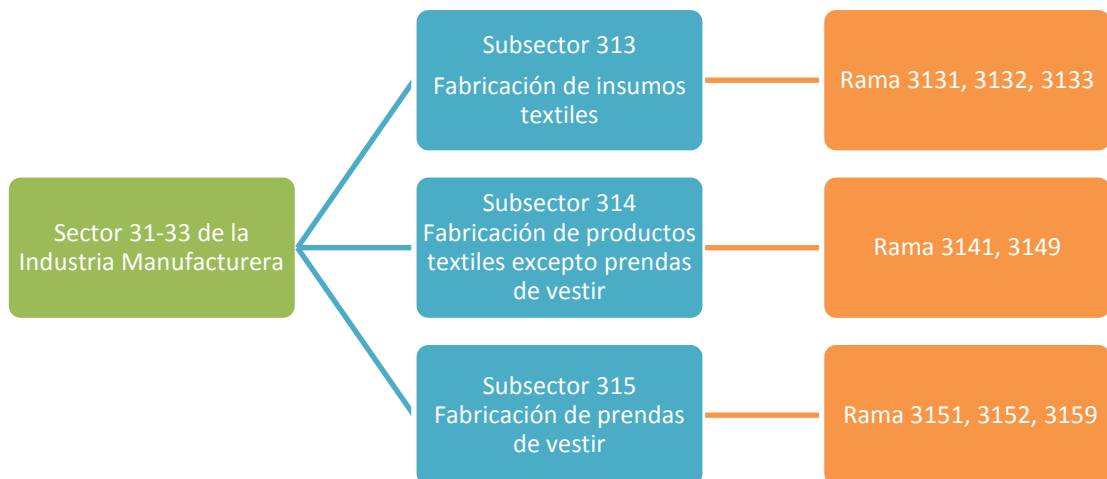 Subsector 313
Fabricación de insumos
textiles
Rama 3131, 3132, 3133
Sector 31-33 de la
Industria Manufacturera
Subsector 314
Fabricación de productos
textiles excepto prendas
de vestir
Rama 3141, 3149
Subsector 315
Fabricación de prendas
de vestir
Rama 3151, 3152, 3159